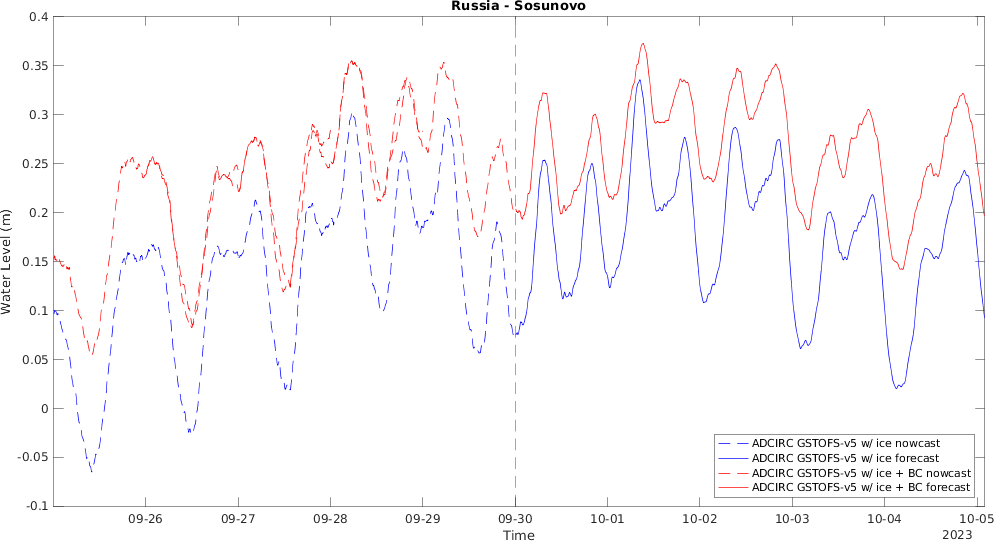 Russia - Sosunovo
0.4
0.35
0.3
0.25
0.2
0.15
0.1
0.05
0
-0.05
-0.1
Water Level (m)
ADCIRC GSTOFS-v5 w/ ice nowcast
ADCIRC GSTOFS-v5 w/ ice forecast
ADCIRC GSTOFS-v5 w/ ice + BC nowcast
ADCIRC GSTOFS-v5 w/ ice + BC forecast
09-26 09-27 09-28 09-29 09-30 10-01 10-02 10-03 10-04 10-05
Time 2023